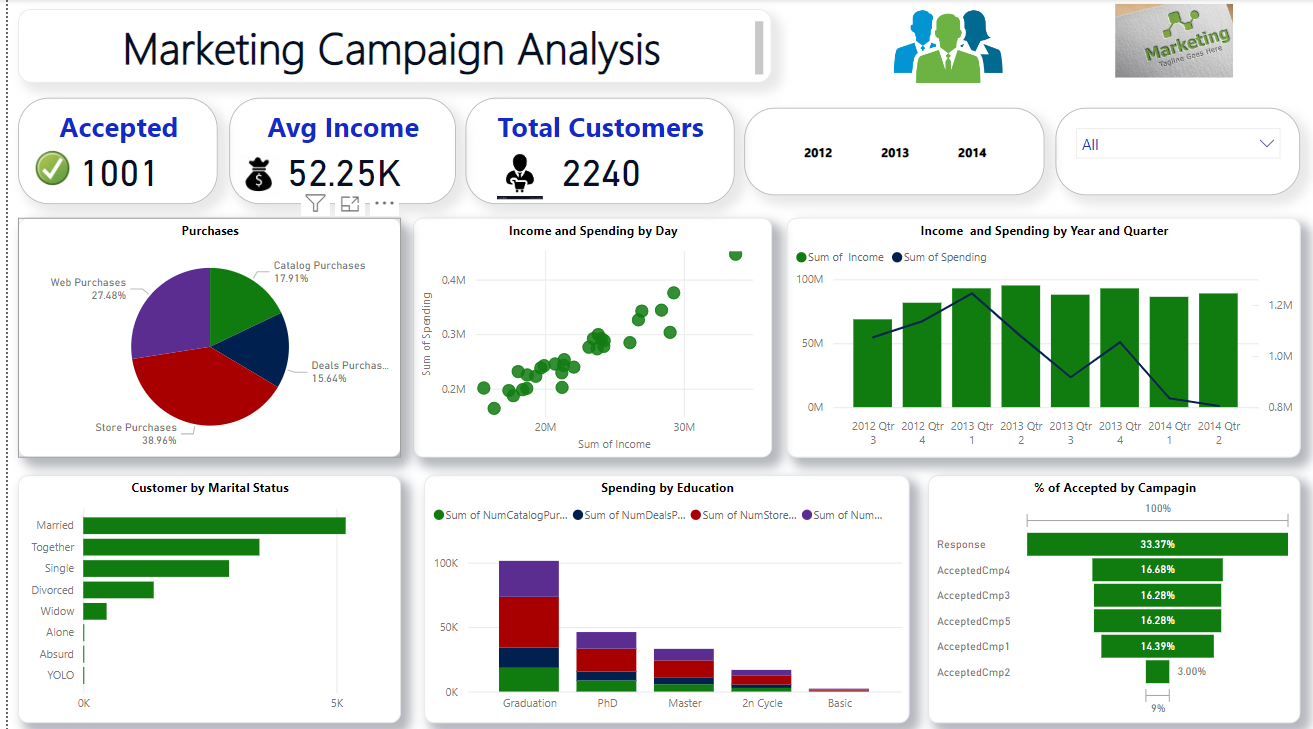 Marketing Campaign Analysis
Marketing
Tagline Goes Here
Accepted
1001
Avg Income
$
52.25K
Total Customers
2240
2012 2013 2014
All
Purchases
Catalog Purchases
17.91%
Web Purchases
27.48%
Deals Purchas...
15.64%
Store Purchases
38.96%
Income and Spending by Day
Sum of Spending
0.4M
0.3M
0.2M
20M 30M
Sum of Income
Income and Spending by Year and Quarter
Sum of Income Sum of Spending
100M
50M
0M
1.2M
1.0M
0.8M
2012 Qtr 2012 Qtr 2013 Qtr 2013 Qtr 2013 Qtr 2013 Qtr 2014 Qtr 2014 Qtr
3 4 1 2 3 4 1 2
Customer by Marital Status
Married
Together
Single
Divorced
Widow
Alone
Absurd
YOLO
0K 5K
Spending by Education
Sum of NumCatalogPur... Sum of NumDealsP... Sum of NumStore... Sum of Num...
100K
50K
0K
Graduation PhD Master 2n Cycle Basic
% of Accepted by Campagin
100%
Response 33.37%
AcceptedCmp4 16.68%
AcceptedCmp3 16.28%
AcceptedCmp5 16.28%
AcceptedCmp1 14.39%
AcceptedCmp2 3.00%
9%